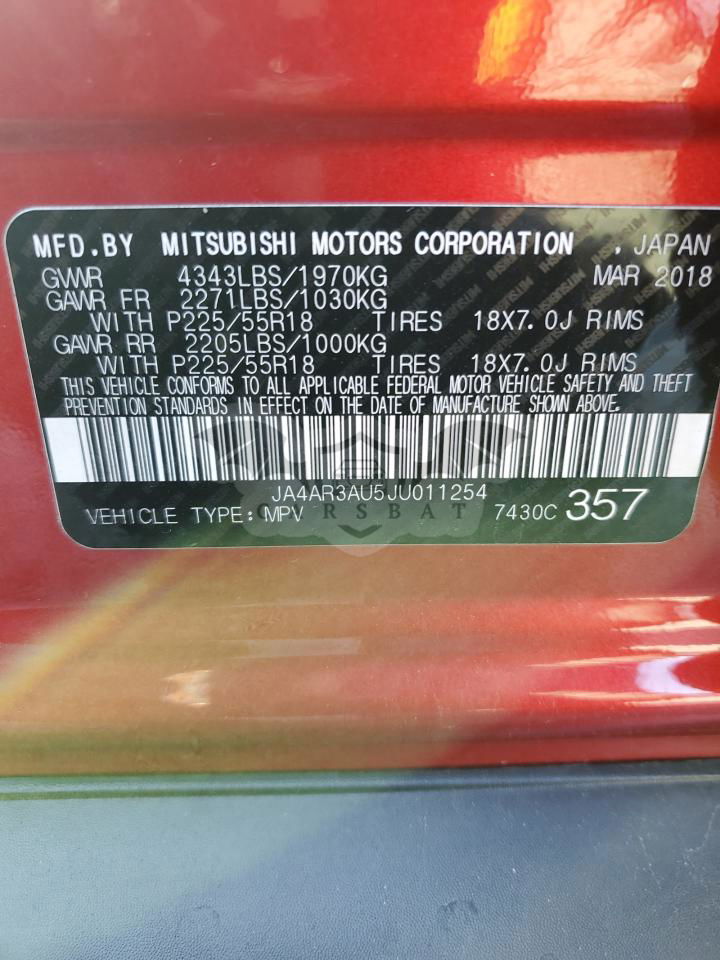 MFD.BY MITSUBISHI MOTORS CORPORATION , JAPAN
GVWR 4343LBS/1970KG MAR 2018
GAWR FR 2271LBS/1030KG
WITH P225/55R18 TIRES 18X7.0J RIMS
GAWR RR 2205LBS/1000KG
WITH P225/55R18 TIRES 18X7.0J RIMS
THIS VEHICLE CONFORMS TO ALL APPLICABLE FEDERAL MOTOR VEHICLE SAFETY AND THEFT
PREVENTION STANDARDS IN EFFECT ON THE DATE OF MANUFACTURE SHOWN ABOVE.
JA4AR3AU5JU011254
VEHICLE TYPE:MPV 7430C 357
CARSBAT